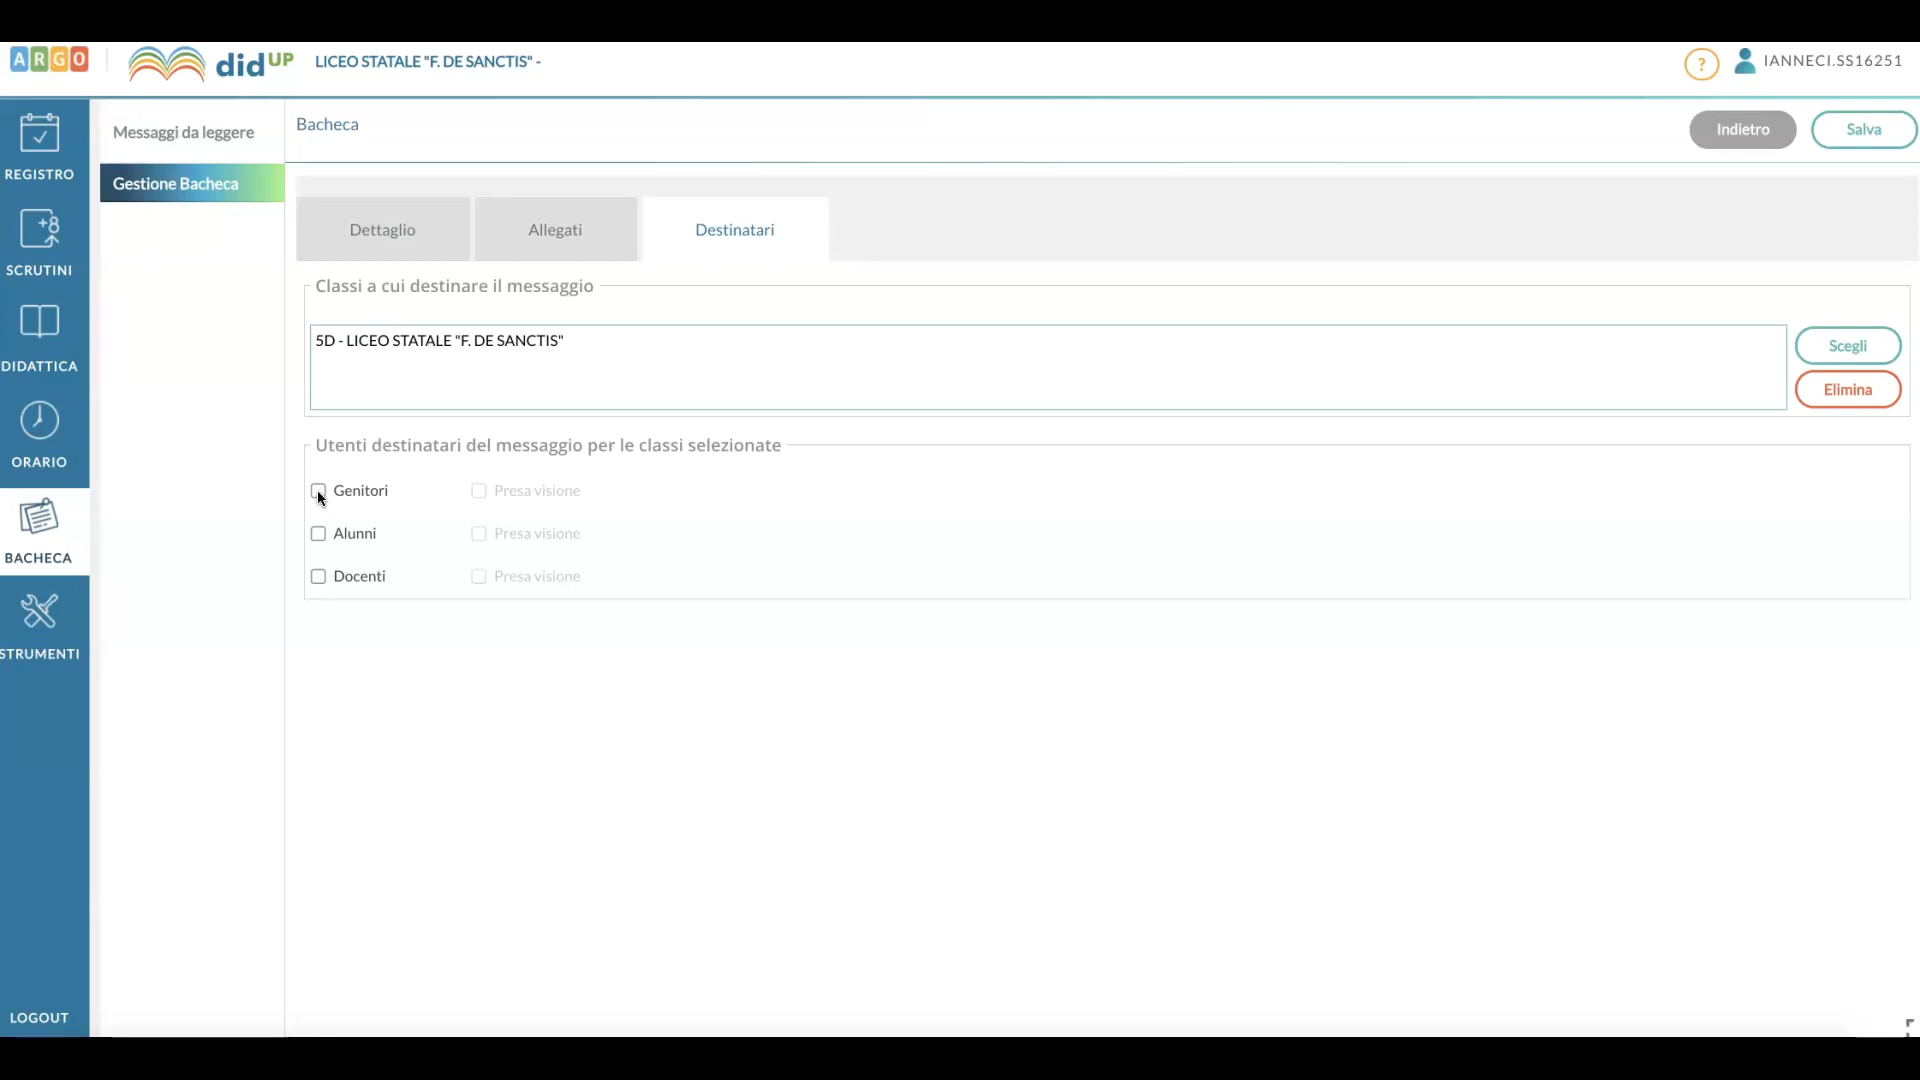 ARGO
didUP
LICEO STATALE "F. DE SANCTIS" -
?
IANNECI.SS16251
REGISTRO
+8
SCRUTINI
DIDATTICA
ORARIO
BACHECA
STRUMENTI
LOGOUT
Messaggi da leggere
Gestione Bacheca
Bacheca
Indietro
Salva
Dettaglio
Allegati
Destinatari
Classi a cui destinare il messaggio
5D - LICEO STATALE "F. DE SANCTIS"
Scegli
Elimina
Utenti destinatari del messaggio per le classi selezionate
Genitori
Presa visione
Alunni
Presa visione
Docenti
Presa visione